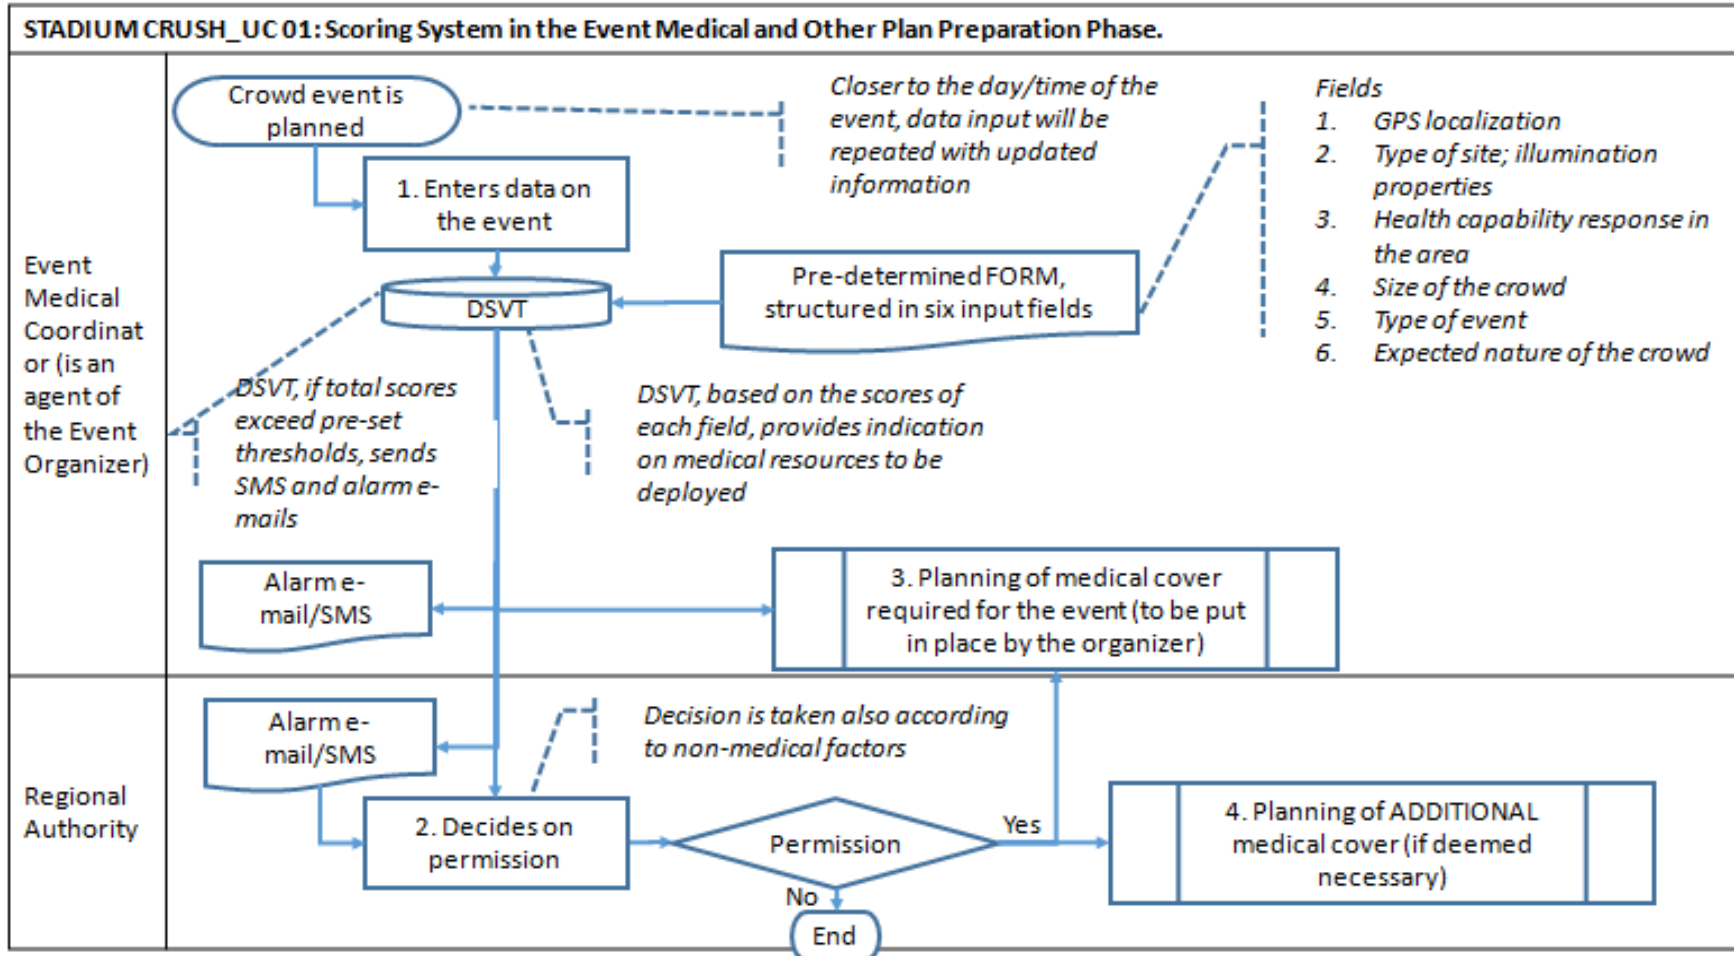 STADIUM CRUSH_UC 01: Scoring System in the Event Medical and Other Plan Preparation Phase.
Event
Medical
Coordinat
or (is an
agent of
the Event
Organizer)
Crowd event is
planned
Closer to the day/time of the
event, data input will be
repeated with updated
information
Fields
1. GPS localization
2. Type of site; illumination
properties
3. Health capability response in
the area
4. Size of the crowd
5. Type of event
6. Expected nature of the crowd
1. Enters data on
the event
Pre-determined FORM,
structured in six input fields
DSVT
DSVT, if total scores
exceed pre-set
thresholds, sends
SMS and alarm e-
mails
DSVT, based on the scores of
each field, provides indication
on medical resources to be
deployed
Alarm e-
mail/SMS
3. Planning of medical cover
required for the event (to be put
in place by the organizer)
Regional
Authority
Alarm e-
mail/SMS
Decision is taken also according
to non-medical factors
2. Decides on
permission
Permission
Yes
No
4. Planning of ADDITIONAL
medical cover (if deemed
necessary)
End